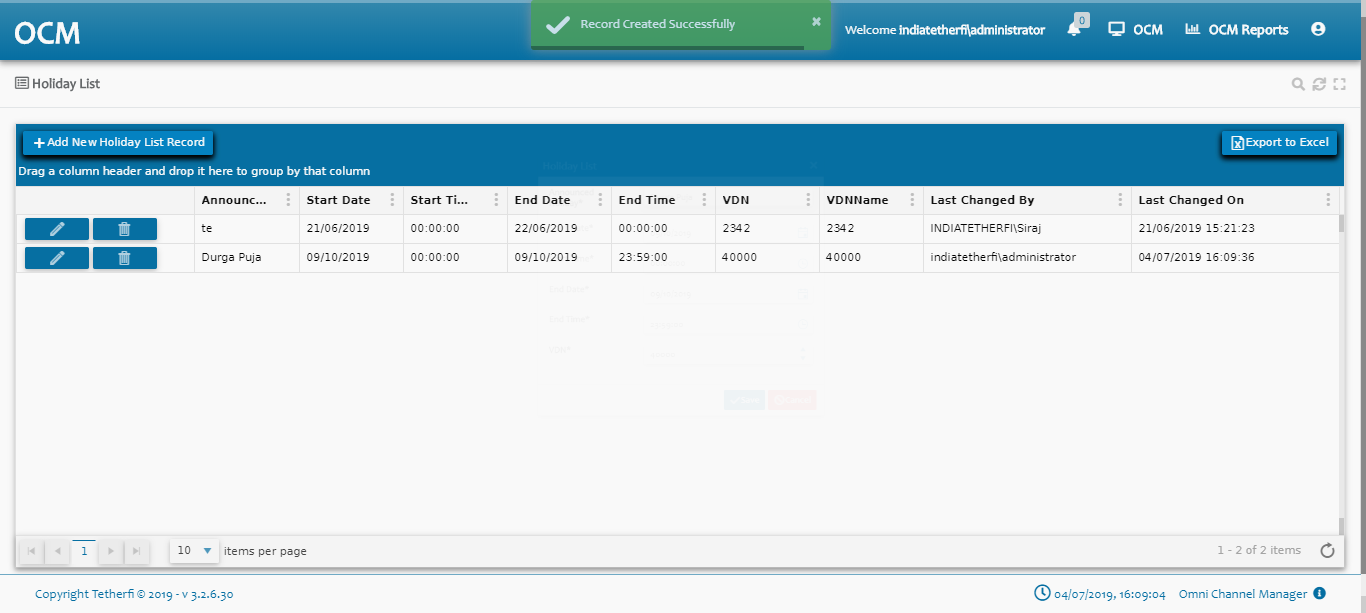 OCM
Record Created Successfully
Welcome indiatetherfi\administrator
0
OCM
OCM Reports
Holiday List
Add New Holiday List Record
Export to Excel
Drag a column header and drop it here to group by that column
Announc... Start Date Start Ti... End Date End Time VDN VDNName Last Changed By Last Changed On
te 21/06/2019 00:00:00 22/06/2019 00:00:00 2342 2342 INDIATETHERFI\Siraj 21/06/2019 15:21:23
Durga Puja 09/10/2019 00:00:00 09/10/2019 23:59:00 40000 40000 indiatetherfi\administrator 04/07/2019 16:09:36
1 10 items per page 1 - 2 of 2 items
Copyright Tetherfi © 2019 - v 3.2.6.30 04/07/2019, 16:09:04 Omni Channel Manager